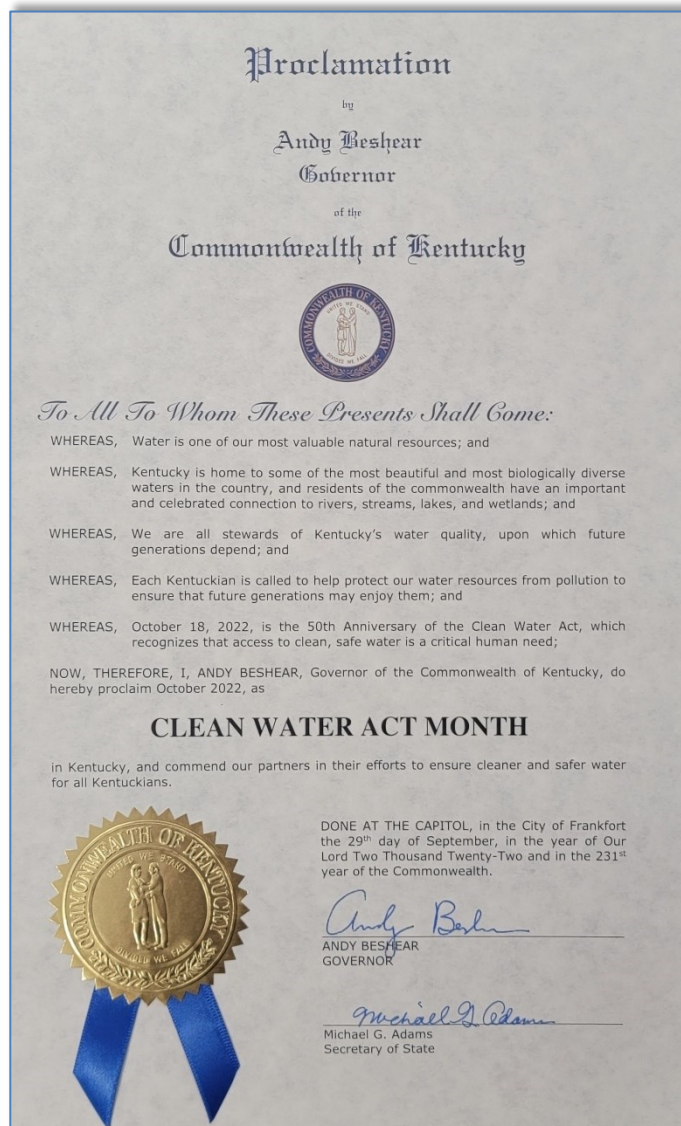 Proclamation
by
Andy Beshear
Governor
of the
Commonwealth of Kentucky
COMMONWEALTH OF KENTUCKY
UNITED WE STAND
DIVIDED WE FALL
To All To Whom These Presents Shall Come:
WHEREAS, Water is one of our most valuable natural resources; and
WHEREAS, Kentucky is home to some of the most beautiful and most biologically diverse
waters in the country, and residents of the commonwealth have an important
and celebrated connection to rivers, streams, lakes, and wetlands; and
WHEREAS, We are all stewards of Kentucky's water quality, upon which future
generations depend; and
WHEREAS, Each Kentuckian is called to help protect our water resources from pollution to
ensure that future generations may enjoy them; and
WHEREAS, October 18, 2022, is the 50th Anniversary of the Clean Water Act, which
recognizes that access to clean, safe water is a critical human need;
NOW, THEREFORE, I, ANDY BESHEAR, Governor of the Commonwealth of Kentucky, do
hereby proclaim October 2022, as
CLEAN WATER ACT MONTH
in Kentucky, and commend our partners in their efforts to ensure cleaner and safer water
for all Kentuckians.
COMMONWEALTH OF KENTUCKY
UNITED WE STAND
DIVIDED WE FALL
DONE AT THE CAPITOL, in the City of Frankfort
the 29th day of September, in the year of Our
Lord Two Thousand Twenty-Two and in the 231st
year of the Commonwealth.
Andy Beshear
ANDY BESHEAR
GOVERNOR
Michael G. Adams
Michael G. Adams
Secretary of State